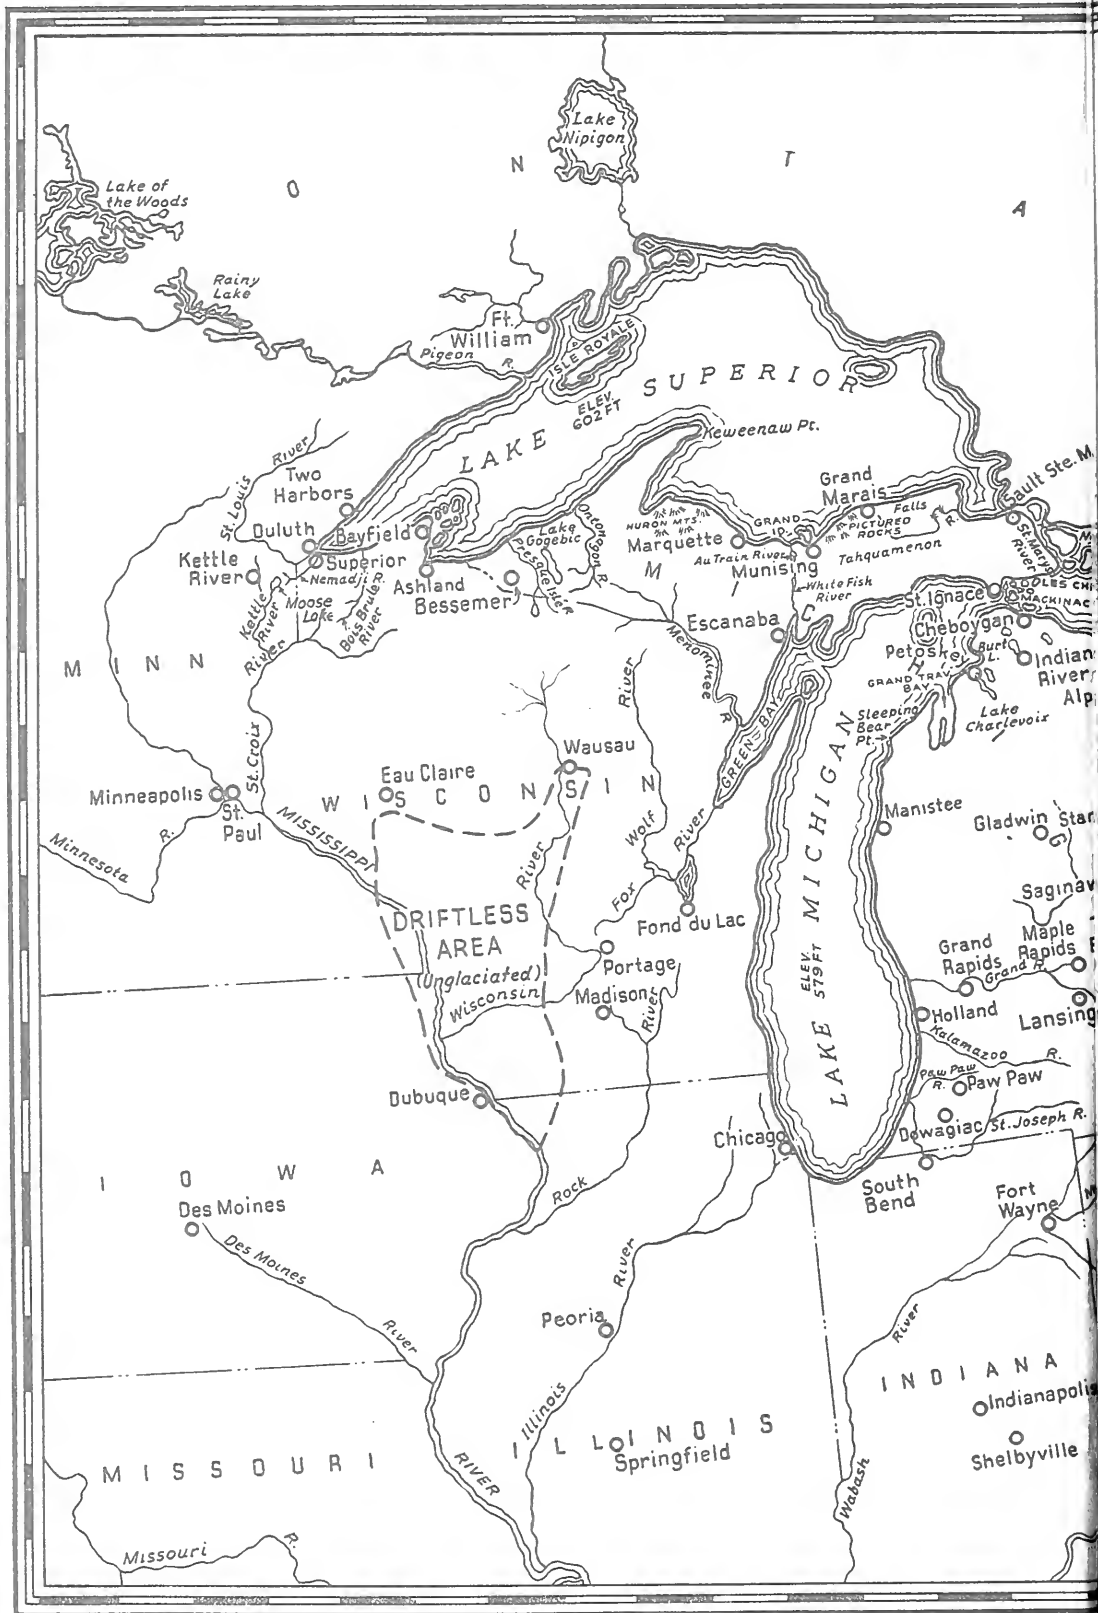 Lake
Nipigon
O N T A
Lake of
the Woods
Rainy
Lake
Ft.
William
Pigeon R.
ISLE ROYALE
ELEV.
602 FT
LAKE SUPERIOR
Keweenaw Pt.
St. Louis River
Two
Harbors
Duluth
Bayfield
Superior
Nemadji R.
Kettle
River
Kettle River
Moose
Lake
Bois Brule R.
River
River
Ashland
Bessemer
Lake
Gogebic
Presque Isle R.
Ontonagon R.
HURON MTS.
Marquette
GRAND ID.
Grand
Marais
PICTURED
ROCKS
Falls
R.
Tahquamenon
Au Train River
Munising
White Fish
River
Sault Ste. M
St. Marys
River
M I C H
St. Ignace
MACKINAC
Cheboygan
Escanaba
Menominee R.
Petoskey
Burt
L.
Indian
River
Alp
GRAND TRAV.
BAY
Lake
Charlevoix
Sleeping
Bear
Pt.
GREEN BAY
M I N N
St. Croix
Minneapolis
St.
Paul
Minnesota R.
MISSISSIPPI
Eau Claire
Wausau
W I S C O N S I N
River
Wolf
River
Fox River
Fond du Lac
DRIFTLESS
AREA
(Unglaciated)
Wisconsin
River
Portage
Madison
River
LAKE MICHIGAN
ELEV.
579 FT
Manistee
Gladwin
Star
Saginaw
Maple
Rapids
Grand
Rapids
Grand R.
Holland
Lansing
Kalamazoo R.
Paw Paw
R.
Paw Paw
Dowagiac
St. Joseph R.
South
Bend
Fort
Wayne
Dubuque
Chicago
I O W A
Des Moines
Des Moines River
Rock
River
Peoria
Illinois
I L L I N O I S
Springfield
River
Wabash
INDIANA
Indianapolis
Shelbyville
M I S S O U R I
RIVER
Missouri R.